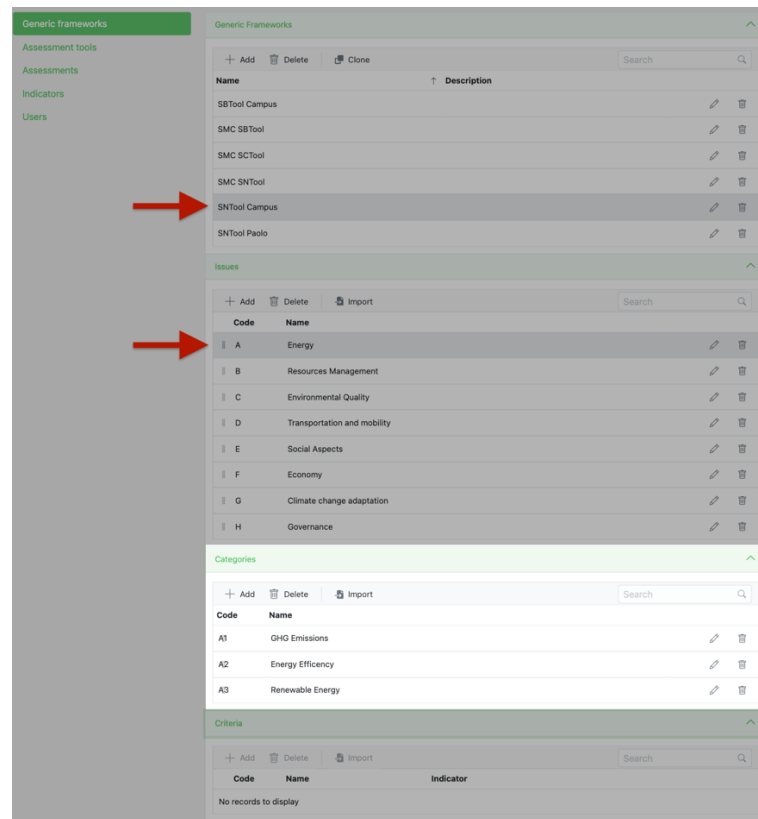 Generic frameworks
Assessment tools
Assessments
Indicators
Users
Generic Frameworks
Add Delete Clone Search
Name Description
SBTool Campus
SMC SBTool
SMC SCTool
SMC SNTool
SNTool Campus
SNTool Paolo
Issues
Add Delete Import Search
Code Name
A Energy
B Resources Management
C Environmental Quality
D Transportation and mobility
E Social Aspects
F Economy
G Climate change adaptation
H Governance
Categories
Add Delete Import Search
Code Name
A1 GHG Emissions
A2 Energy Efficency
A3 Renewable Energy
Criteria
Add Delete Import Search
Code Name Indicator
No records to display